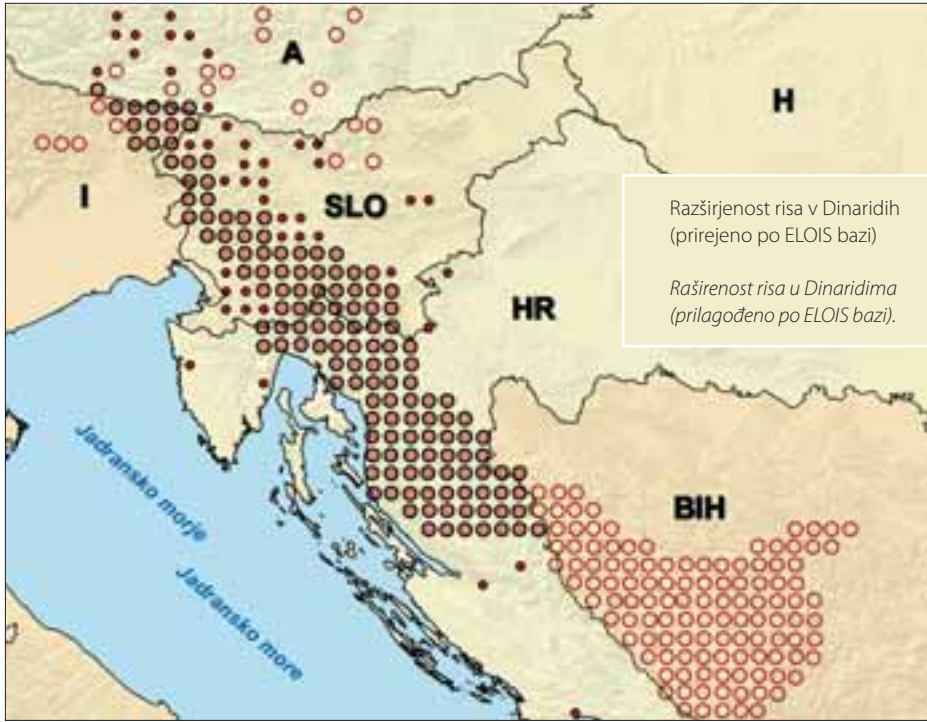 A
H
I
SLO
Razširjenost risa v Dinaridih
(prirejeno po ELOIS bazi)
Raširenost risa u Dinaridima
(prilagođeno po ELOIS bazi).
HR
Jadransko morje
BIH
Jadransko more